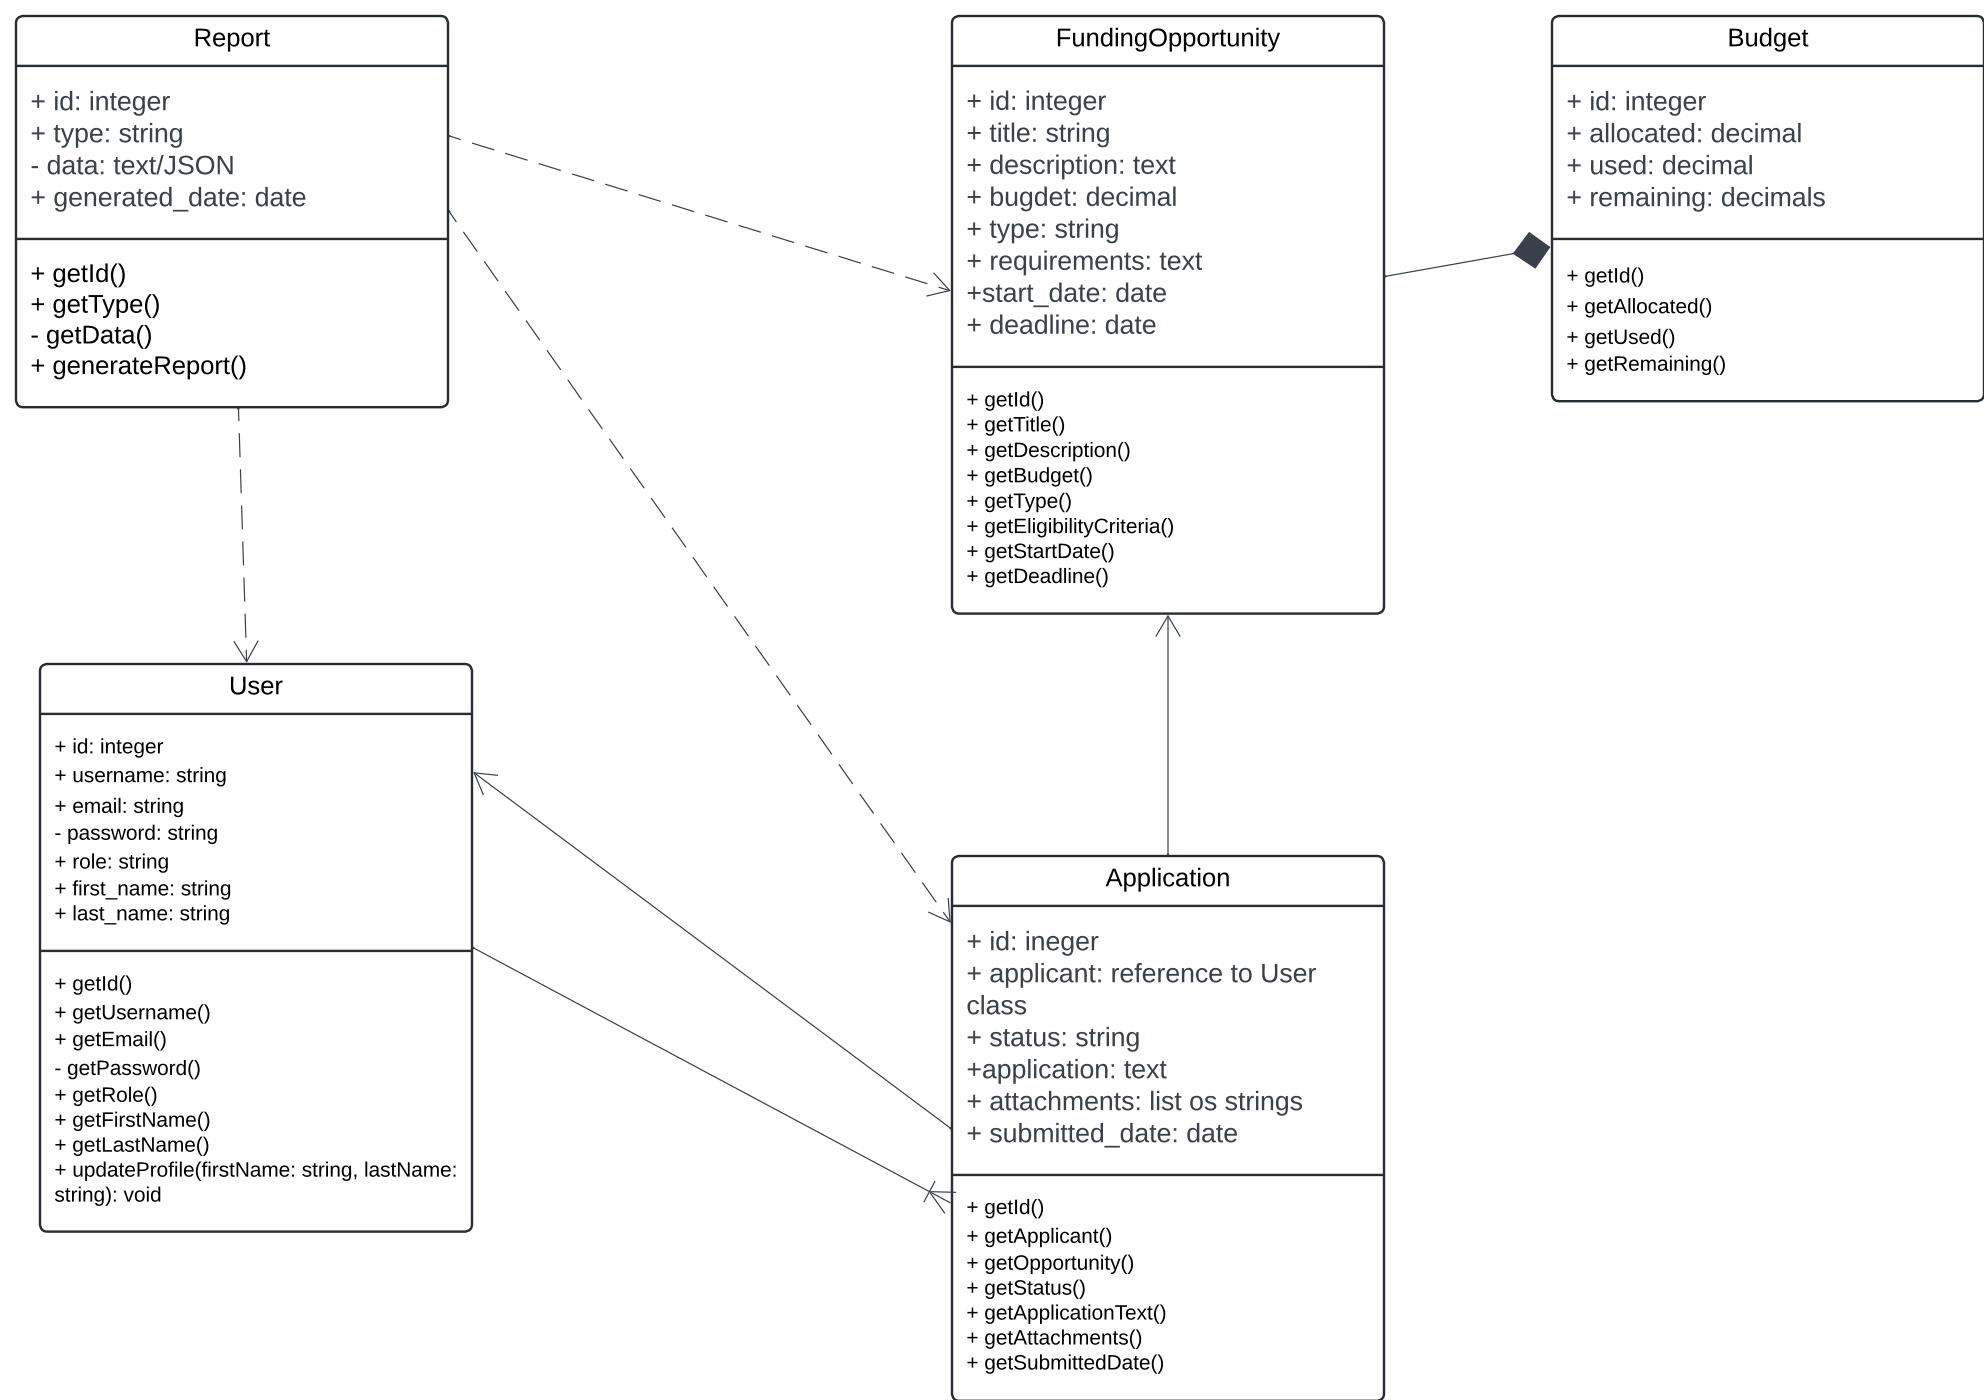 Report
+ id: integer
+ type: string
- data: text/JSON
+ generated_date: date
+ getId()
+ getType()
- getData()
+ generateReport()
FundingOpportunity
+ id: integer
+ title: string
+ description: text
+ bugdet: decimal
+ type: string
+ requirements: text
+start_date: date
+ deadline: date
+ getId()
+ getTitle()
+ getDescription()
+ getBudget()
+ getType()
+ getEligibilityCriteria()
+ getStartDate()
+ getDeadline()
Budget
+ id: integer
+ allocated: decimal
+ used: decimal
+ remaining: decimals
+ getId()
+ getAllocated()
+ getUsed()
+ getRemaining()
User
+ id: integer
+ username: string
+ email: string
- password: string
+ role: string
+ first_name: string
+ last_name: string
+ getId()
+ getUsername()
+ getEmail()
- getPassword()
+ getRole()
+ getFirstName()
+ getLastName()
+ updateProfile(firstName: string, lastName:
string): void
Application
+ id: ineger
+ applicant: reference to User
class
+ status: string
+application: text
+ attachments: list os strings
+ submitted_date: date
+ getId()
+ getApplicant()
+ getOpportunity()
+ getStatus()
+ getApplicationText()
+ getAttachments()
+ getSubmittedDate()